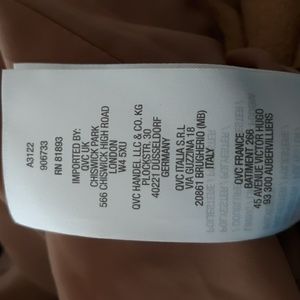 A3122
906733
RN 81893
IMPORTED BY:
QVC UK
CHISWICK PARK
566 CHISWICK HIGH ROAD
LONDON
W4 5XU
QVC HANDEL LLC & CO. KG
PLOCKSTR. 30
40221 DÜSSELDORF
GERMANY
QVC ITALIA S.R.L
VIA GUZZINA 18
20861 BRUGHERIO (MB)
ITALY
QVC FRANCE
BATIMENT 266
45 AVENUE VICTOR HUGO
93 300 AUBERVILLIERS